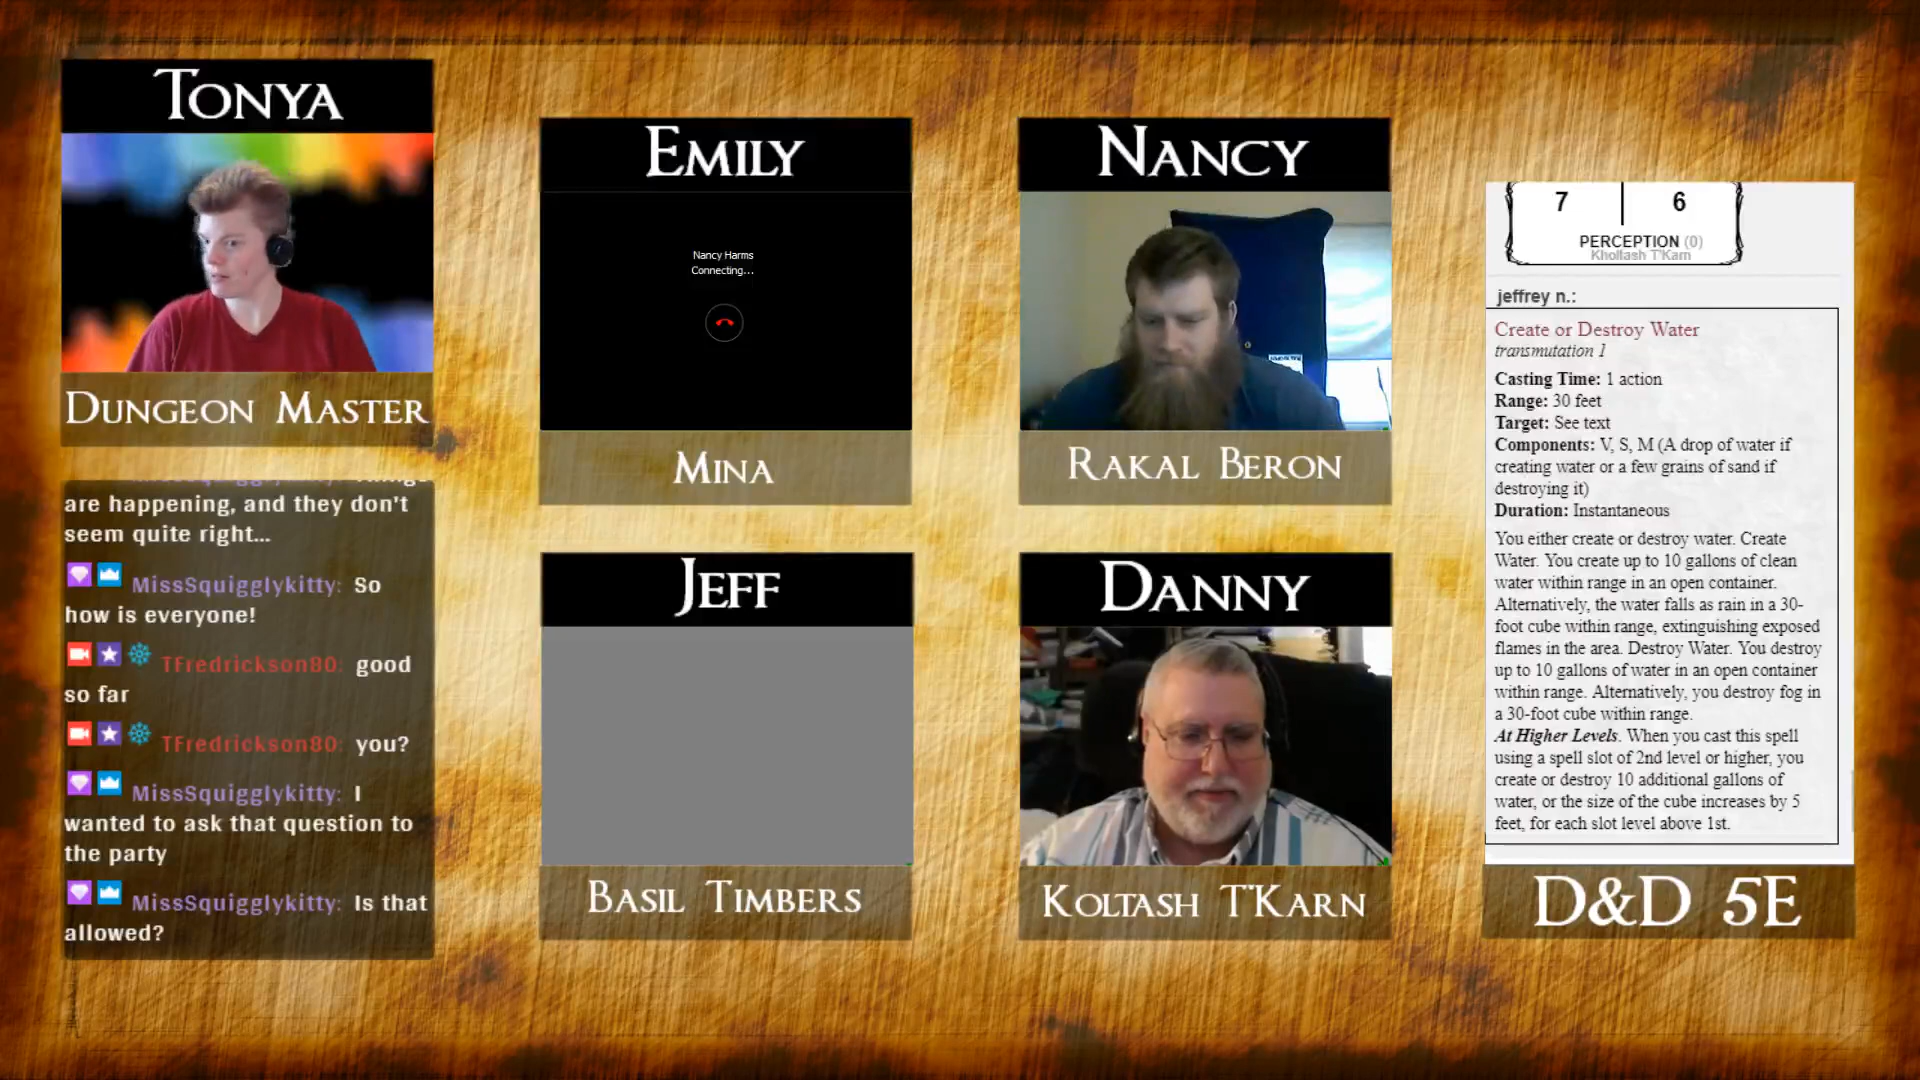 TONYA
DUNGEON MASTER
are happening, and they don't
seem quite right...
MissSquigglykitty: So
how is everyone!
TFredrickson80: good
so far
TFredrickson80: you?
MissSquigglykitty: I
wanted to ask that question to
the party
MissSquigglykitty: Is that
allowed?
EMILY
Nancy Harms
Connecting...
MINA
NANCY
RAKAL BERON
JEFF
BASIL TIMBERS
DANNY
KOLTASH T'KARN
7 | 6
PERCEPTION (0)
Kholtash T'Karn
jeffrey n.:
Create or Destroy Water
transmutation 1
Casting Time: 1 action
Range: 30 feet
Target: See text
Components: V, S, M (A drop of water if
creating water or a few grains of sand if
destroying it)
Duration: Instantaneous
You either create or destroy water. Create
Water. You create up to 10 gallons of clean
water within range in an open container.
Alternatively, the water falls as rain in a 30-
foot cube within range, extinguishing exposed
flames in the area. Destroy Water. You destroy
up to 10 gallons of water in an open container
within range. Alternatively, you destroy fog in
a 30-foot cube within range.
At Higher Levels. When you cast this spell
using a spell slot of 2nd level or higher, you
create or destroy 10 additional gallons of
water, or the size of the cube increases by 5
feet, for each slot level above 1st.
D&D 5E